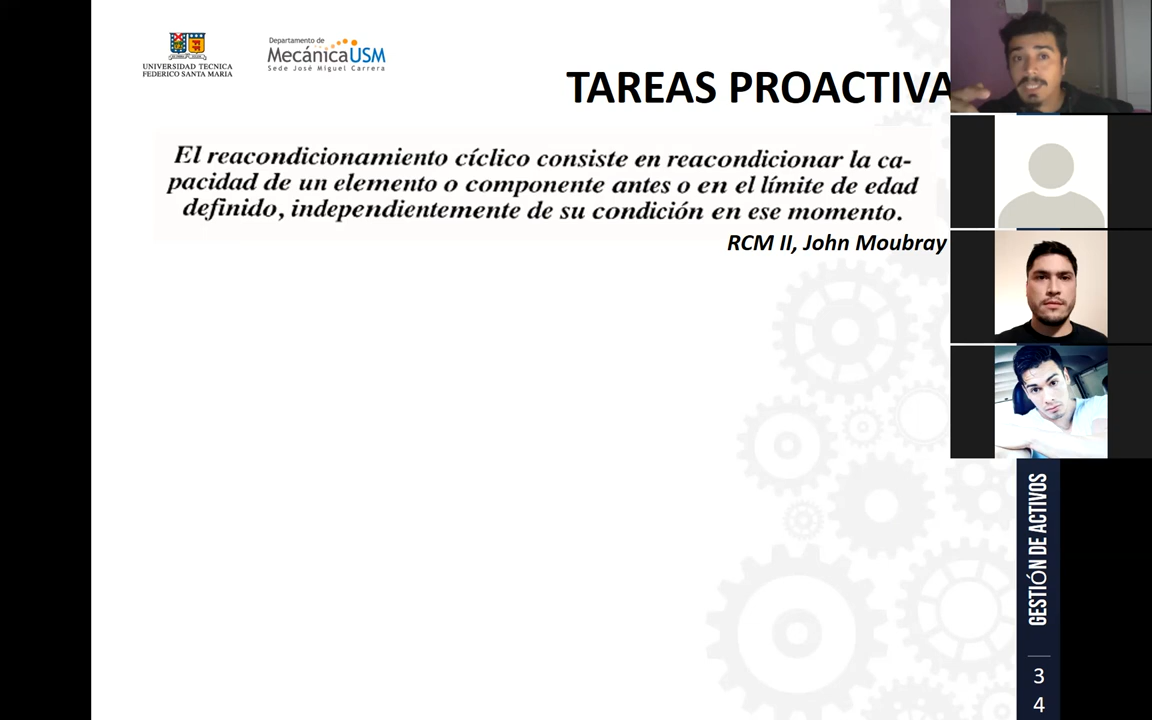 UNIVERSIDAD TECNICA
FEDERICO SANTA MARIA
Departamento de
MecánicaUSM
Sede José Miguel Carrera
TAREAS PROACTIVA
El reacondicionamiento cíclico consiste en reacondicionar la ca-
pacidad de un elemento o componente antes o en el límite de edad
definido, independientemente de su condición en ese momento.
RCM II, John Moubray
GESTIÓN DE ACTIVOS
3
4